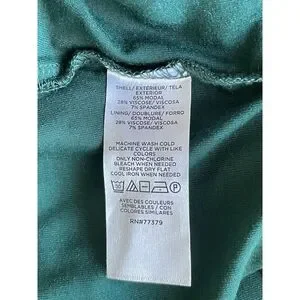 SHELL/ EXTÉRIEUR/ TELA
EXTERIOR
65% MODAL
28% VISCOSE/ VISCOSA
7% SPANDEX
LINING/ DOUBLURE/ FORRO
65% MODAL
28% VISCOSE/ VISCOSA
7% SPANDEX
MACHINE WASH COLD
DELICATE CYCLE WITH LIKE
COLORS
ONLY NON-CHLORINE
BLEACH WHEN NEEDED
RESHAPE DRY FLAT
COOL IRON WHEN NEEDED
AVEC DES COULEURS
SEMBLABLES / CON
COLORES SIMILARES
RN#77379